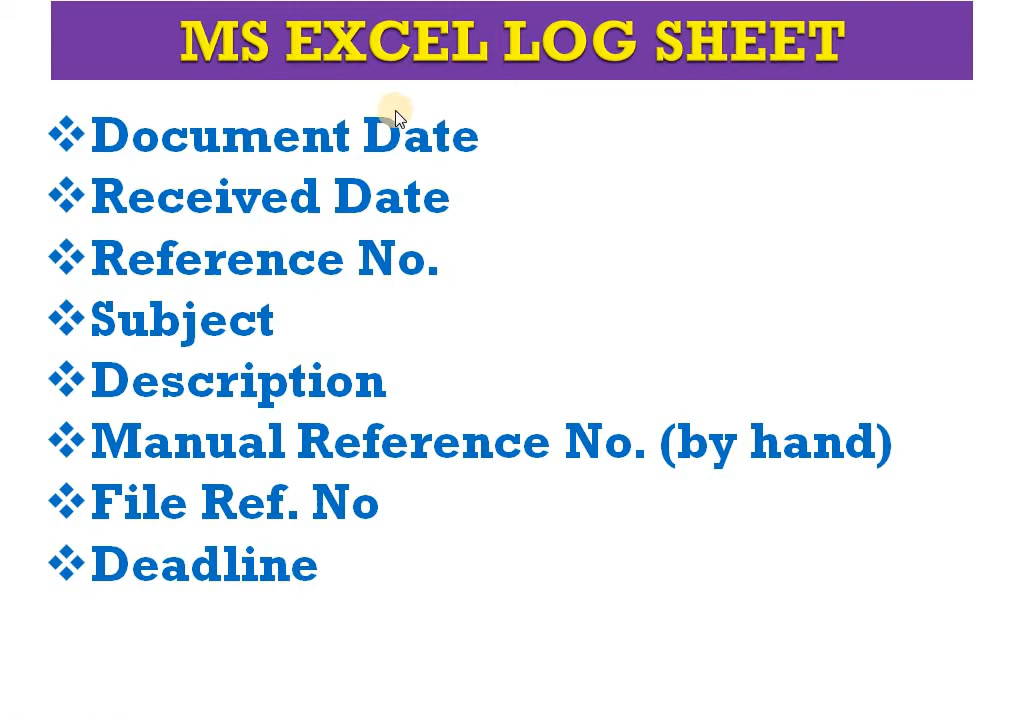 MS EXCEL LOG SHEET
❖Document Date
❖Received Date
❖Reference No.
❖Subject
❖Description
❖Manual Reference No. (by hand)
❖File Ref. No
❖Deadline